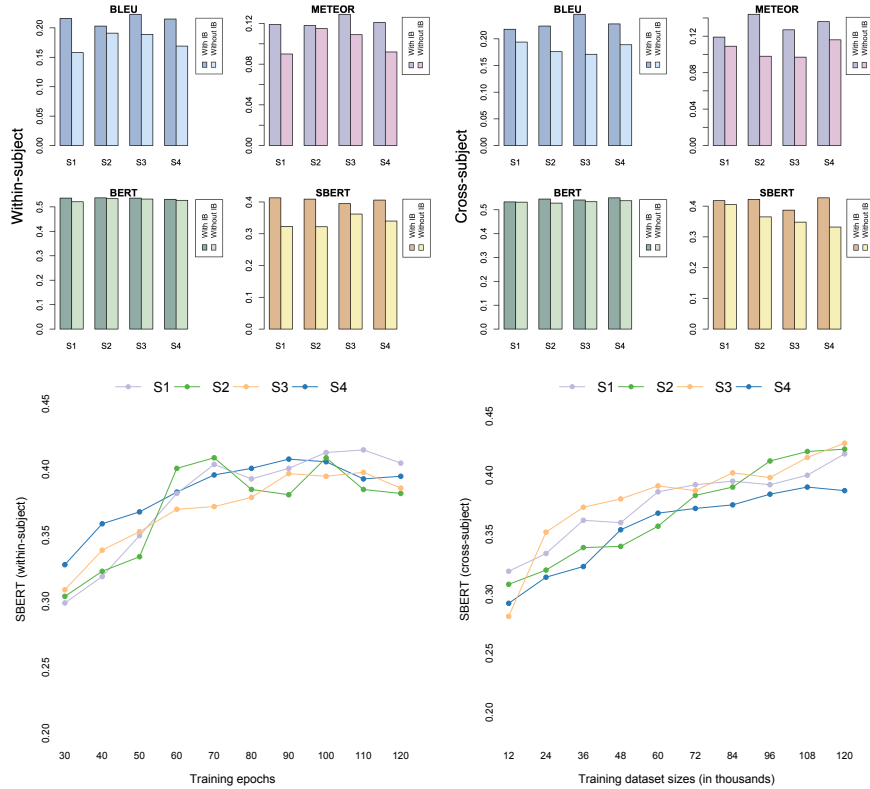 Within-subject
BLEU
0.00 0.05 0.10 0.15 0.20
With IB
Without IB
S1 S2 S3 S4
METEOR
0.00 0.04 0.08 0.12
With IB
Without IB
S1 S2 S3 S4
BERT
0.0 0.1 0.2 0.3 0.4 0.5
With IB
Without IB
S1 S2 S3 S4
SBERT
0.0 0.1 0.2 0.3 0.4
With IB
Without IB
S1 S2 S3 S4
Cross-subject
BLEU
0.00 0.05 0.10 0.15 0.20
With IB
Without IB
S1 S2 S3 S4
METEOR
0.00 0.04 0.08 0.12
With IB
Without IB
S1 S2 S3 S4
BERT
0.0 0.1 0.2 0.3 0.4 0.5
With IB
Without IB
S1 S2 S3 S4
SBERT
0.0 0.1 0.2 0.3 0.4
With IB
Without IB
S1 S2 S3 S4
S1 S2 S3 S4
SBERT (within-subject)
0.20 0.25 0.30 0.35 0.40 0.45
30 40 50 60 70 80 90 100 110 120
Training epochs
S1 S2 S3 S4
SBERT (cross-subject)
0.20 0.25 0.30 0.35 0.40 0.45
12 24 36 48 60 72 84 96 108 120
Training dataset sizes (in thousands)